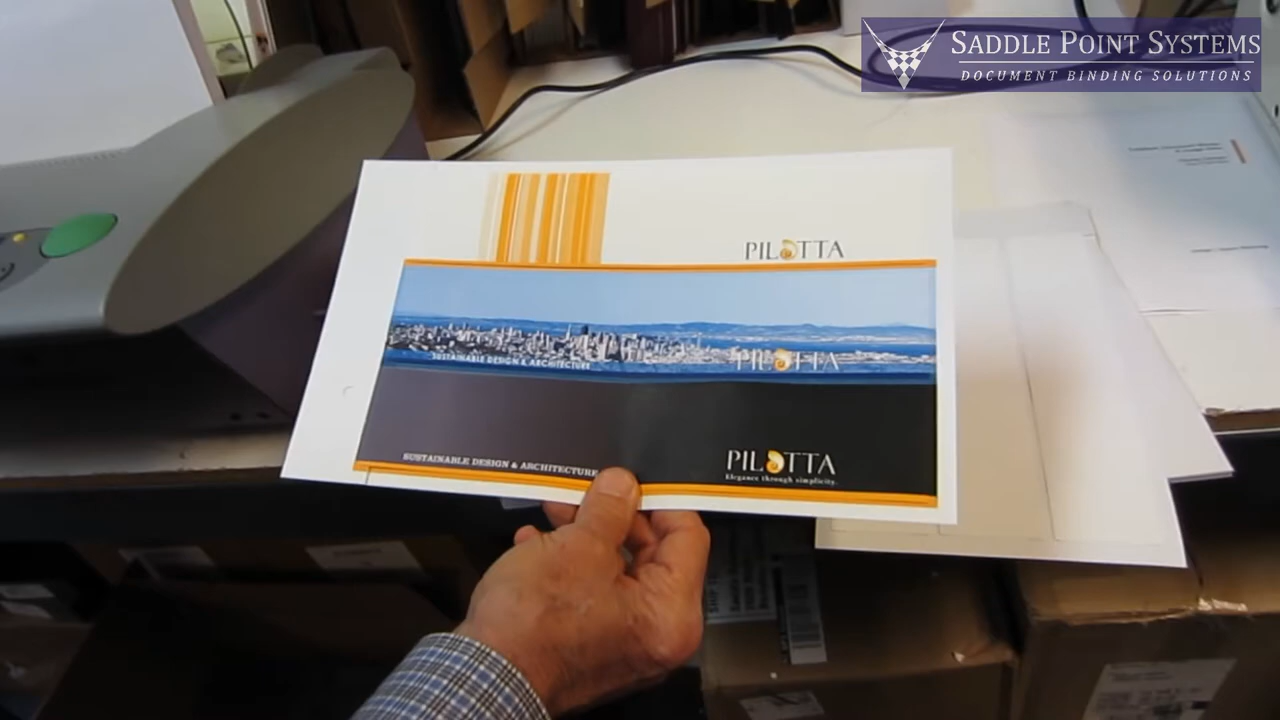 SADDLE POINT SYSTEMS
DOCUMENT BINDING SOLUTIONS
PILOTTA
SUSTAINABLE DESIGN & ARCHITECTURE
PILOTTA
SUSTAINABLE DESIGN & ARCHITECTURE
PILOTTA
Elegance through simplicity.